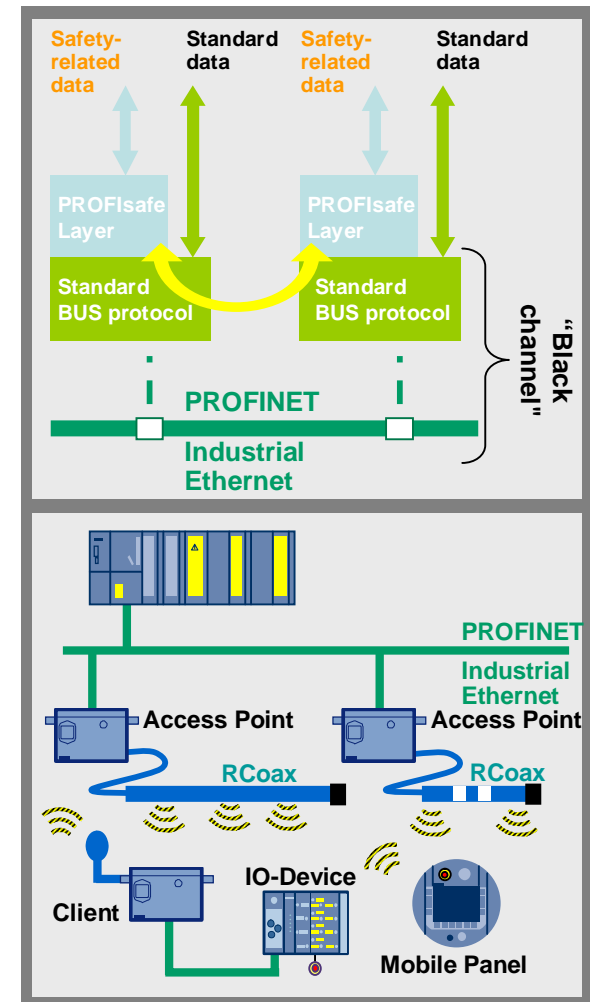 Safety-
related
data
Standard
data
Safety-
related
data
Standard
data
PROFIsafe
Layer
PROFIsafe
Layer
Standard
BUS protocol
Standard
BUS protocol
“Black
channel"
PROFINET
Industrial
Ethernet
PROFINET
Industrial
Ethernet
Access Point
Access Point
RCoax
RCoax
IO-Device
Client
Mobile Panel